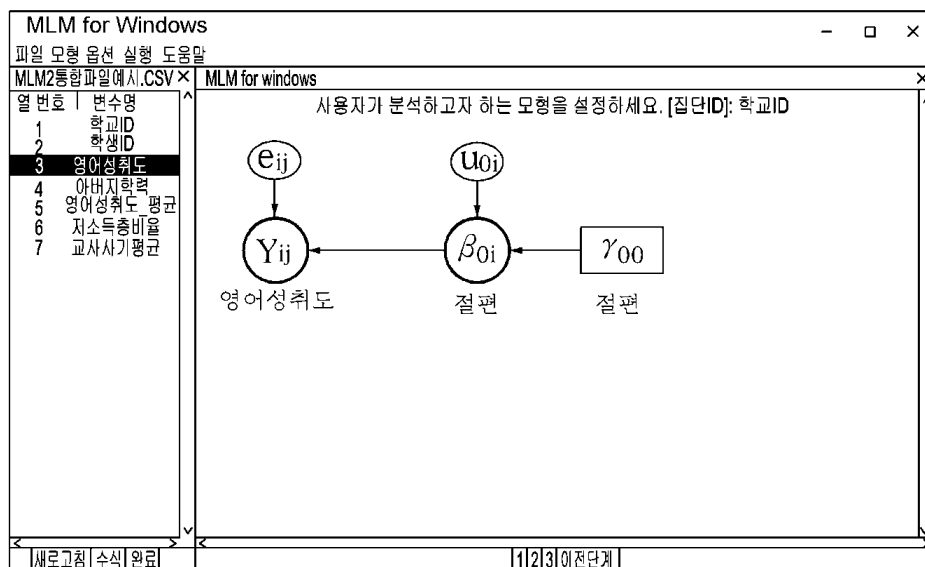 MLM for Windows
파일 모형 옵션 실행 도움말
MLM2통합파일예시.CSV
열 번호 변수명
1 학교ID
2 학생ID
3 영어성취도
4 아버지학력
5 영어성취도_평균
6 저소득층비율
7 교사사기평균
새로고침 수식 완료
MLM for windows
사용자가 분석하고자 하는 모형을 설정하세요. [집단ID]: 학교ID
eij u0i
Yij β0i γ00
영어성취도 절편 절편
1 2 3 이전단계